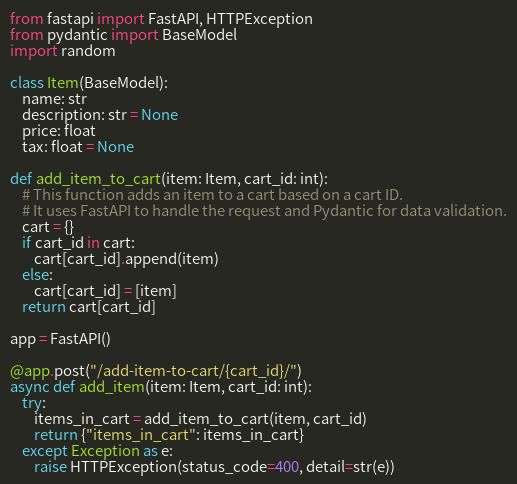 from fastapi import FastAPI, HTTPException
from pydantic import BaseModel
import random

class Item(BaseModel):
    name: str
    description: str = None
    price: float
    tax: float = None

def add_item_to_cart(item: Item, cart_id: int):
    # This function adds an item to a cart based on a cart ID.
    # It uses FastAPI to handle the request and Pydantic for data validation.
    cart = {}
    if cart_id in cart:
        cart[cart_id].append(item)
    else:
        cart[cart_id] = [item]
    return cart[cart_id]

app = FastAPI()

@app.post("/add-item-to-cart/{cart_id}/")
async def add_item(item: Item, cart_id: int):
    try:
        items_in_cart = add_item_to_cart(item, cart_id)
        return {"items_in_cart": items_in_cart}
    except Exception as e:
        raise HTTPException(status_code=400, detail=str(e))